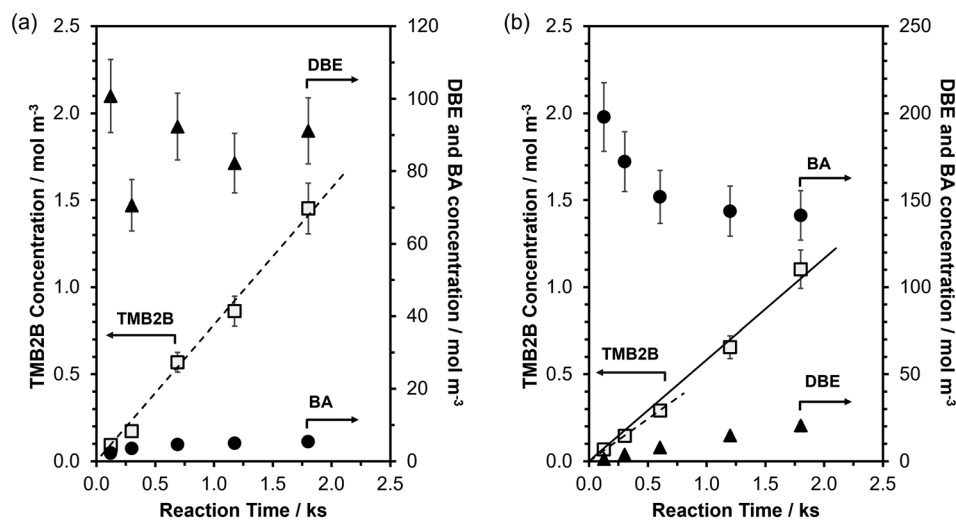 (a)
TMB2B Concentration / mol m-3
2.5
2.0
1.5
1.0
0.5
0.0
0.0 0.5 1.0 1.5 2.0 2.5
Reaction Time / ks
120
100
80
60
40
20
0
DBE and BA concentration / mol m-3
DBE
TMB2B
BA
(b)
TMB2B Concentration / mol m-3
2.5
2.0
1.5
1.0
0.5
0.0
0.0 0.5 1.0 1.5 2.0 2.5
Reaction Time / ks
250
200
150
100
50
0
DBE and BA concentration / mol m-3
BA
TMB2B
DBE